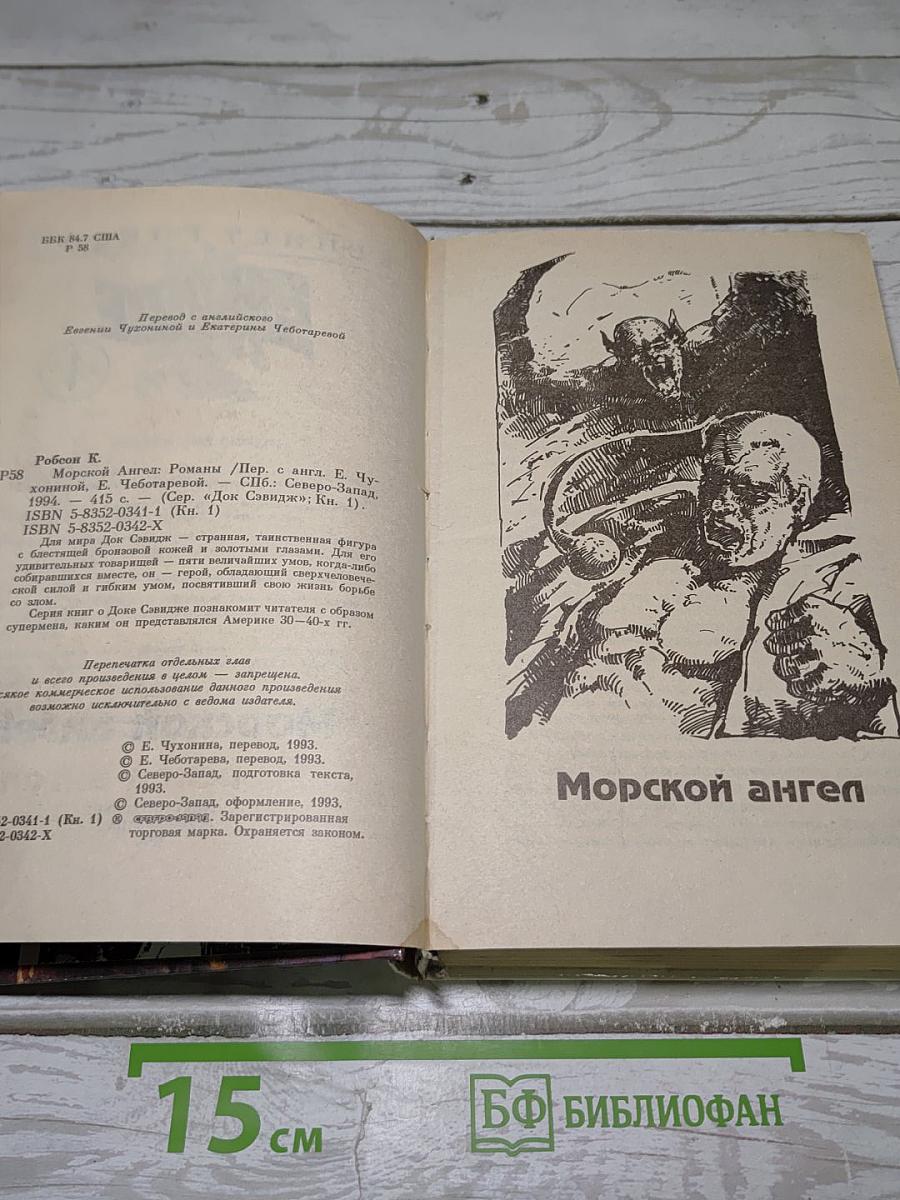 ББК 84.7 США
Р 58
Перевод с английского
Евгении Чухониной и Екатерины Чеботаревой
Робсон К.
Р58 Морской Ангел: Романы /Пер. с англ. Е. Чу-
хониной, Е. Чеботаревой. — СПб.: Северо-Запад,
1994. — 415 с. — (Сер. «Док Сэвидж»; Кн. 1).
ISBN 5-8352-0341-1 (Кн. 1)
ISBN 5-8352-0342-X
Для мира Док Сэвидж — странная, таинственная фигура
с блестящей бронзовой кожей и золотыми глазами. Для его
удивительных товарищей — пяти величайших умов, когда-либо
собиравшихся вместе, он — герой, обладающий сверхчеловече-
ской силой и гибким умом, посвятивший свою жизнь борьбе
со злом.
Серия книг о Доке Сэвидже познакомит читателя с образом
супермена, каким он представлялся Америке 30—40-х гг.
Перепечатка отдельных глав
и всего произведения в целом — запрещена.
сякое коммерческое использование данного произведения
возможно исключительно с ведома издателя.
© Е. Чухонина, перевод, 1993.
© Е. Чеботарева, перевод, 1993.
© Северо-Запад, подготовка текста,
1993.
© Северо-Запад, оформление, 1993.
2-0341-1 (Кн. 1) ® северо-запад. Зарегистрированная
2-0342-X торговая марка. Охраняется законом.
Морской ангел
15 см
БФ БИБЛИОФАН